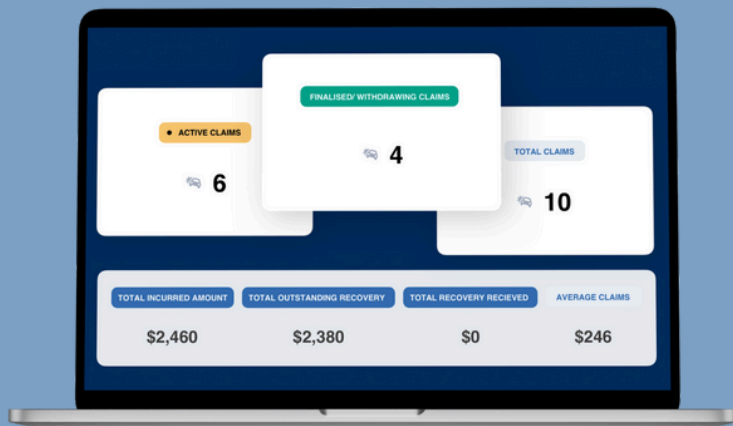 FINALISED/ WITHDRAWING CLAIMS
4
ACTIVE CLAIMS
6
TOTAL CLAIMS
10
TOTAL INCURRED AMOUNT
TOTAL OUTSTANDING RECOVERY
TOTAL RECOVERY RECIEVED
AVERAGE CLAIMS
$2,460
$2,380
$0
$246